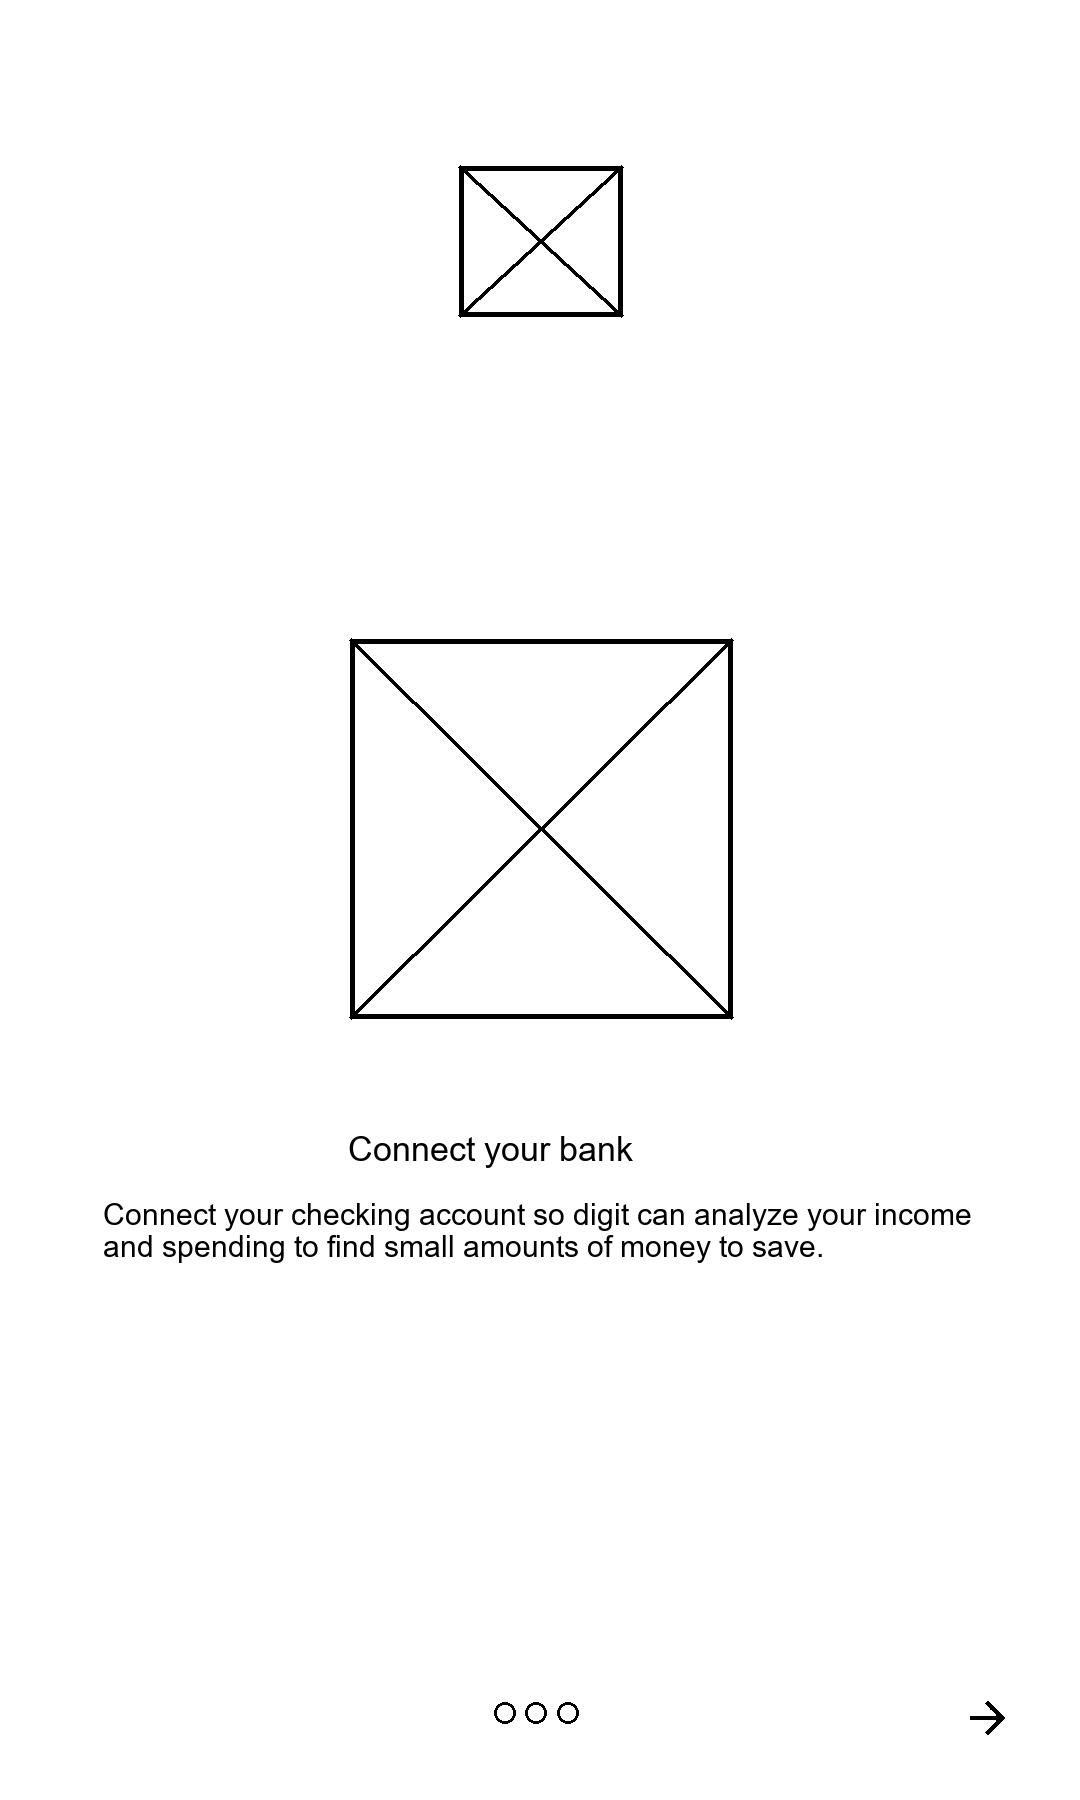 Connect your bank
Connect your checking account so digit can analyze your income
and spending to find small amounts of money to save.